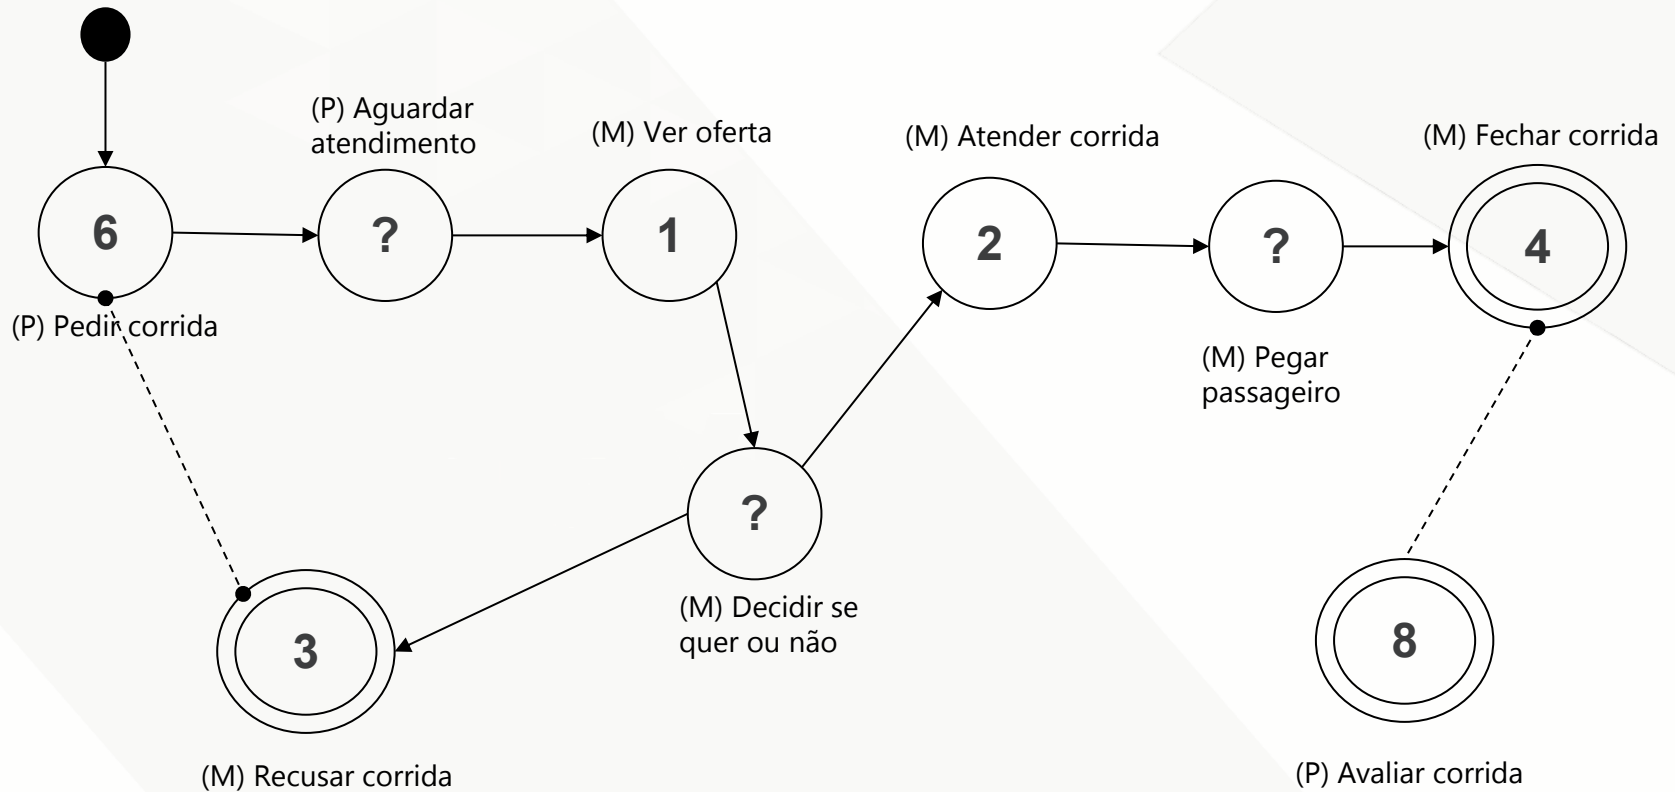 (P) Aguardar
atendimento
(M) Ver oferta
(M) Atender corrida
(M) Fechar corrida
6
?
1
2
?
4
(P) Pedir corrida
(M) Pegar
passageiro
?
(M) Decidir se
quer ou não
3
8
(M) Recusar corrida
(P) Avaliar corrida